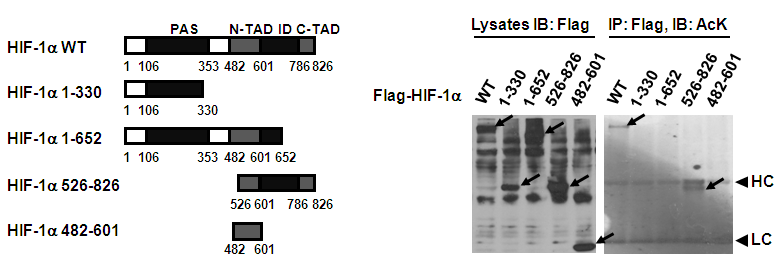 PAS N-TAD ID C-TAD
HIF-1α WT
1 106 353 482 601 786 826
HIF-1α 1-330
1 106 330
HIF-1α 1-652
1 106 353 482 601 652
HIF-1α 526-826
526 601 786 826
HIF-1α 482-601
482 601
Lysates IB: Flag
IP: Flag, IB: AcK
Flag-HIF-1α
WT 1-330 1-652 526-826 482-601
WT 1-330 1-652 526-826 482-601
HC
LC